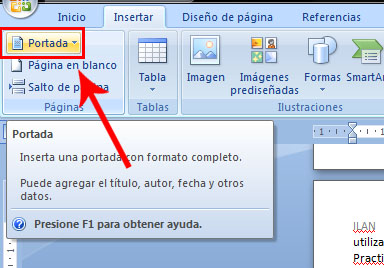 Inicio Insertar Diseño de página Referencias
Portada
Página en blanco
Salto de página
Páginas
Tabla
Tablas
Imagen
Imágenes
prediseñadas
Formas
SmartAr
Ilustraciones
Portada
Inserta una portada con formato completo.
Puede agregar el título, autor, fecha y otros
datos.
Presione F1 para obtener ayuda.
1
1
ILAN
utiliza
Practi